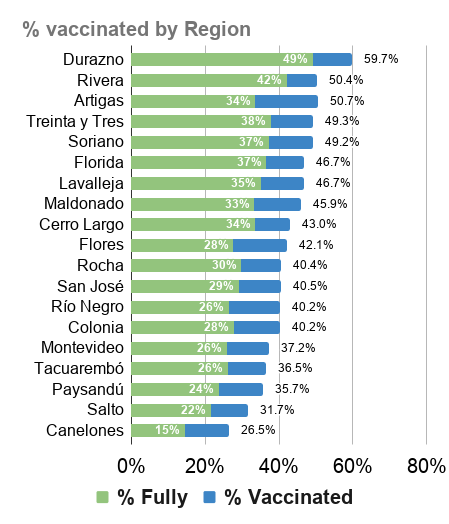 % vaccinated by Region
Durazno 49% 59.7%
Rivera 42% 50.4%
Artigas 34% 50.7%
Treinta y Tres 38% 49.3%
Soriano 37% 49.2%
Florida 37% 46.7%
Lavalleja 35% 46.7%
Maldonado 33% 45.9%
Cerro Largo 34% 43.0%
Flores 28% 42.1%
Rocha 30% 40.4%
San José 29% 40.5%
Río Negro 26% 40.2%
Colonia 28% 40.2%
Montevideo 26% 37.2%
Tacuarembó 26% 36.5%
Paysandú 24% 35.7%
Salto 22% 31.7%
Canelones 15% 26.5%
0% 20% 40% 60% 80%
% Fully % Vaccinated